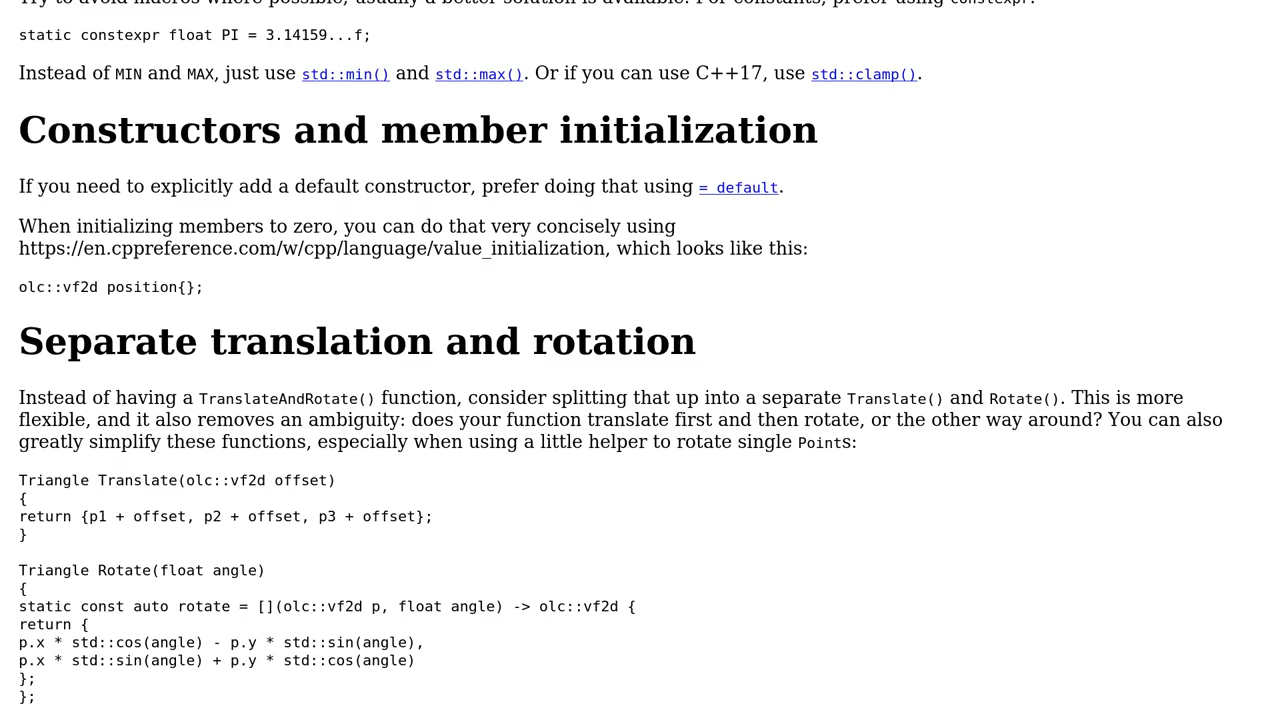 Try to avoid macros where possible, usually a better solution is available. For constants, prefer using constexpr:
static constexpr float PI = 3.14159...f;
Instead of MIN and MAX, just use std::min() and std::max(). Or if you can use C++17, use std::clamp().
Constructors and member initialization
If you need to explicitly add a default constructor, prefer doing that using = default.
When initializing members to zero, you can do that very concisely using
https://en.cppreference.com/w/cpp/language/value_initialization, which looks like this:
olc::vf2d position{};
Separate translation and rotation
Instead of having a TranslateAndRotate() function, consider splitting that up into a separate Translate() and Rotate(). This is more
flexible, and it also removes an ambiguity: does your function translate first and then rotate, or the other way around? You can also
greatly simplify these functions, especially when using a little helper to rotate single Points:
Triangle Translate(olc::vf2d offset)
{
return {p1 + offset, p2 + offset, p3 + offset};
}
Triangle Rotate(float angle)
{
static const auto rotate = [](olc::vf2d p, float angle) -> olc::vf2d {
return {
p.x * std::cos(angle) - p.y * std::sin(angle),
p.x * std::sin(angle) + p.y * std::cos(angle)
};
};